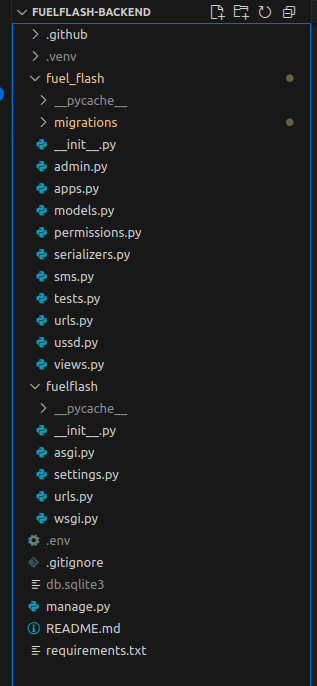 FUELFLASH-BACKEND
.github
.venv
fuel_flash
__pycache__
migrations
__init__.py
admin.py
apps.py
models.py
permissions.py
serializers.py
sms.py
tests.py
urls.py
ussd.py
views.py
fuelflash
__pycache__
__init__.py
asgi.py
settings.py
urls.py
wsgi.py
.env
.gitignore
db.sqlite3
manage.py
README.md
requirements.txt